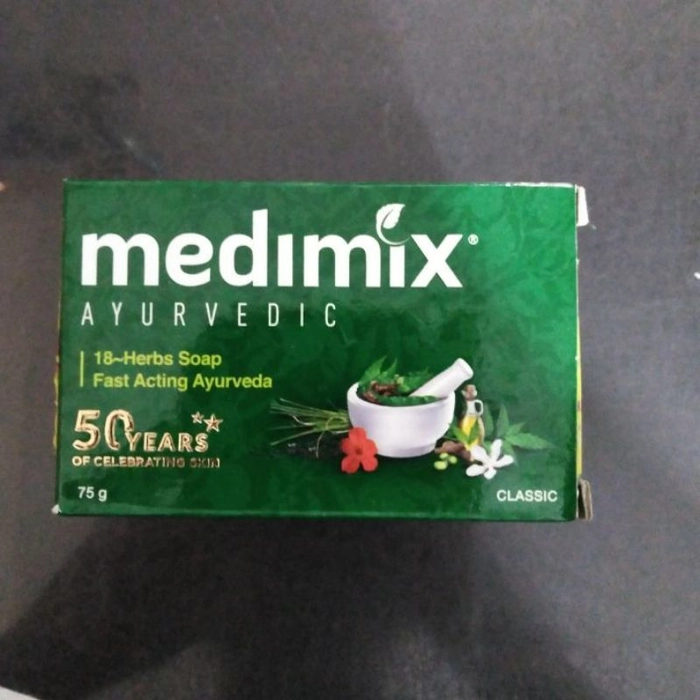 medimix®
AYURVEDIC
18~Herbs Soap
Fast Acting Ayurveda
50 YEARS
OF CELEBRATING SKIN
75 g
CLASSIC